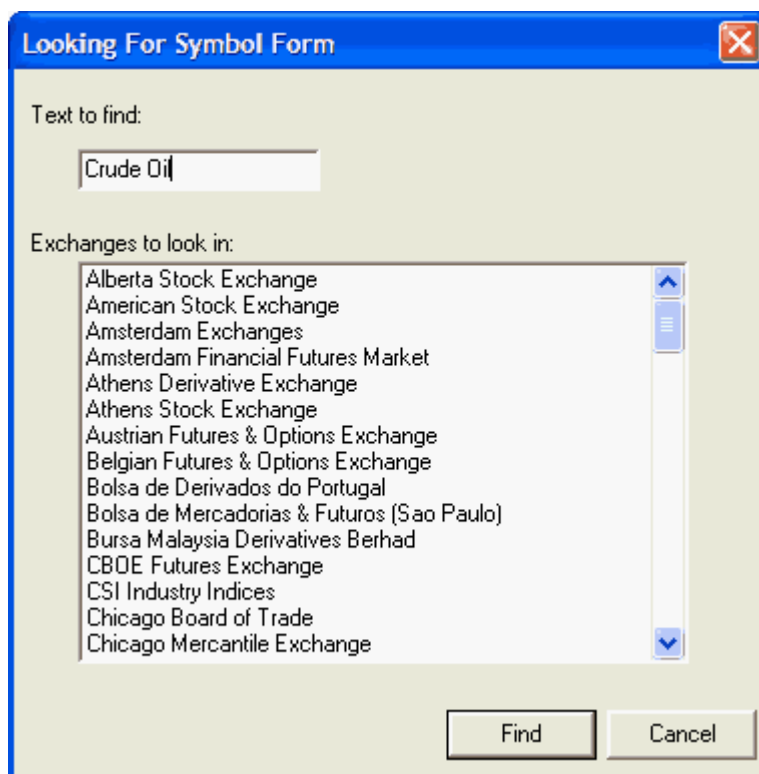 Looking For Symbol Form
Text to find:
Crude Oil
Exchanges to look in:
Alberta Stock Exchange
American Stock Exchange
Amsterdam Exchanges
Amsterdam Financial Futures Market
Athens Derivative Exchange
Athens Stock Exchange
Austrian Futures & Options Exchange
Belgian Futures & Options Exchange
Bolsa de Derivados do Portugal
Bolsa de Mercadorias & Futuros (Sao Paulo)
Bursa Malaysia Derivatives Berhad
CBOE Futures Exchange
CSI Industry Indices
Chicago Board of Trade
Chicago Mercantile Exchange
Find Cancel